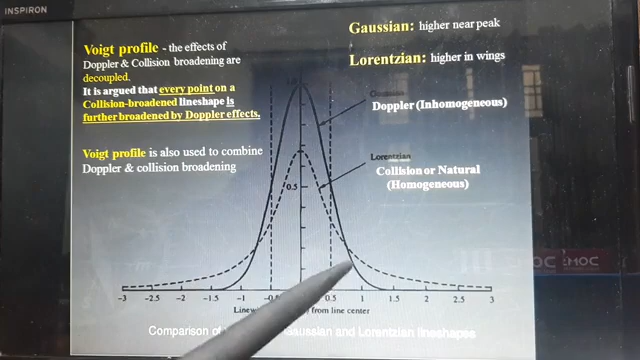 INSPIRON
Gaussian: higher near peak
Voigt profile - the effects of
Doppler & Collision broadening are
decoupled.
It is argued that every point on a
Collision-broadened lineshape is
further broadened by Doppler effects.
Lorentzian: higher in wings
Gaussian
Doppler (Inhomogeneous)
Voigt profile is also used to combine
Doppler & collision broadening
Lorentzian
Collision or Natural
(Homogeneous)
0.5
MOC
-3 -2.5 -2 -1.5 -1 0.5 1 1.5 2 2.5 3
from line center
Comparison of Gaussian and Lorentzian lineshapes